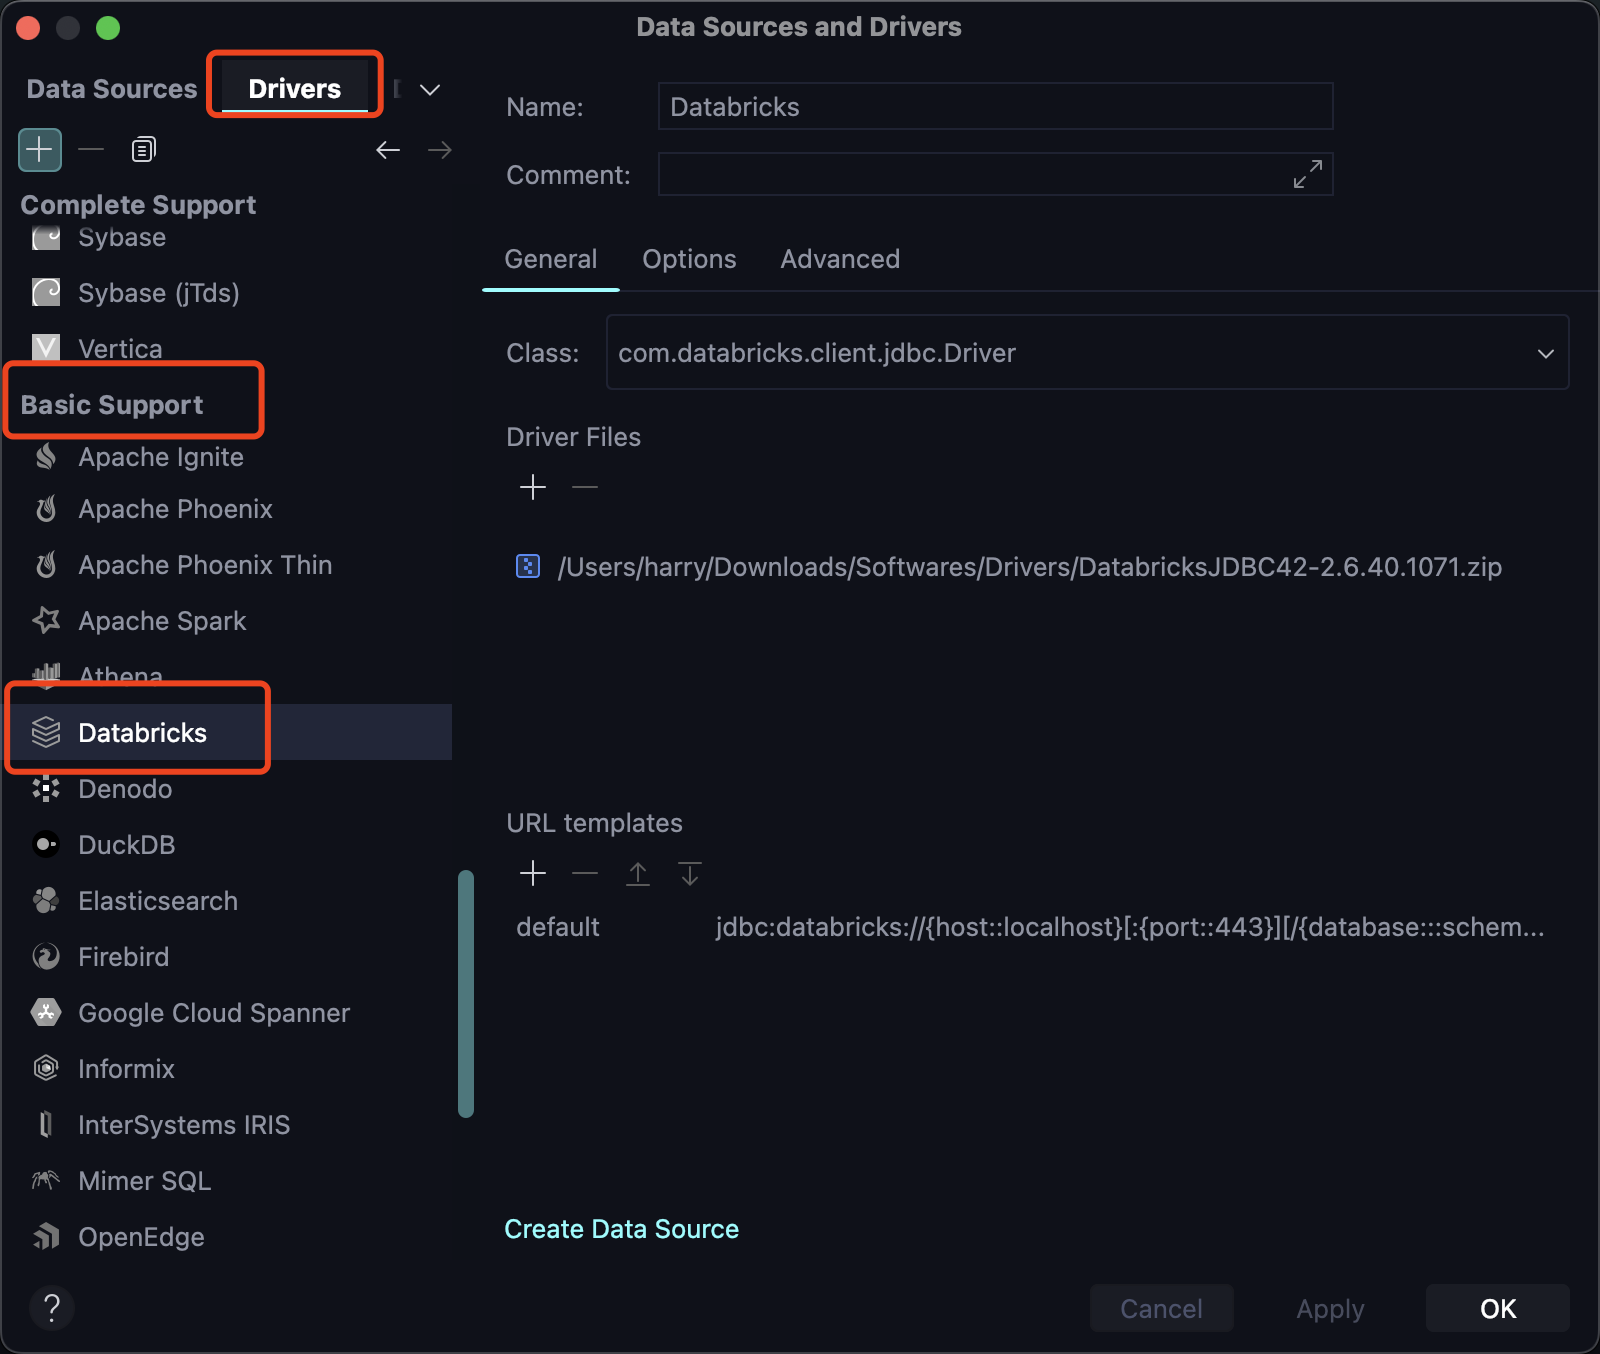 Data Sources and Drivers
Data Sources Drivers
Name: Databricks
Comment:
Complete Support
Sybase
Sybase (jTds)
Vertica
Basic Support
Apache Ignite
Apache Phoenix
Apache Phoenix Thin
Apache Spark
Athena
Databricks
Denodo
DuckDB
Elasticsearch
Firebird
Google Cloud Spanner
Informix
InterSystems IRIS
Mimer SQL
OpenEdge
General Options Advanced
Class: com.databricks.client.jdbc.Driver
Driver Files
/Users/harry/Downloads/Softwares/Drivers/DatabricksJDBC42-2.6.40.1071.zip
URL templates
default jdbc:databricks://{host::localhost}[:{port::443}][/{database:::schem...
Create Data Source
?
Cancel Apply OK